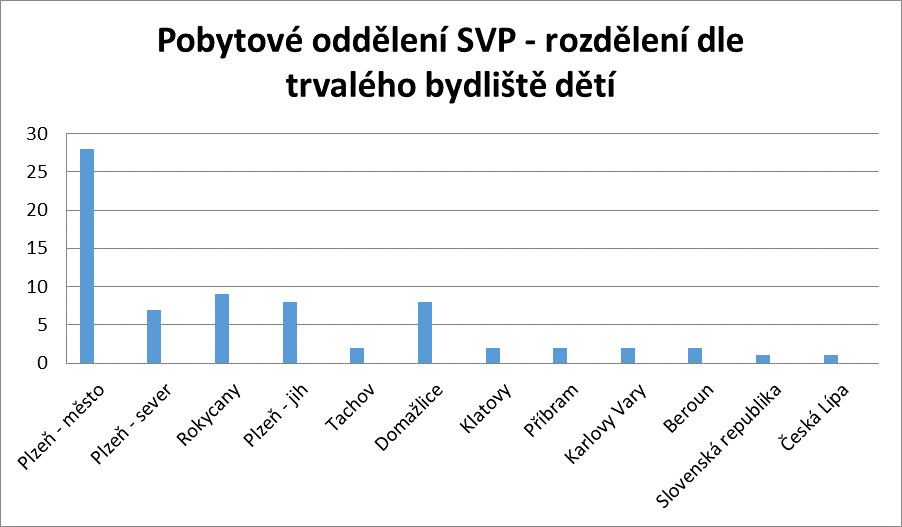 Pobytové oddělení SVP - rozdělení dle
trvalého bydliště dětí
30
25
20
15
10
5
0
Plzeň - město
Plzeň - sever
Rokycany
Plzeň - jih
Tachov
Domažlice
Klatovy
Příbram
Karlovy Vary
Beroun
Slovenská republika
Česká Lípa